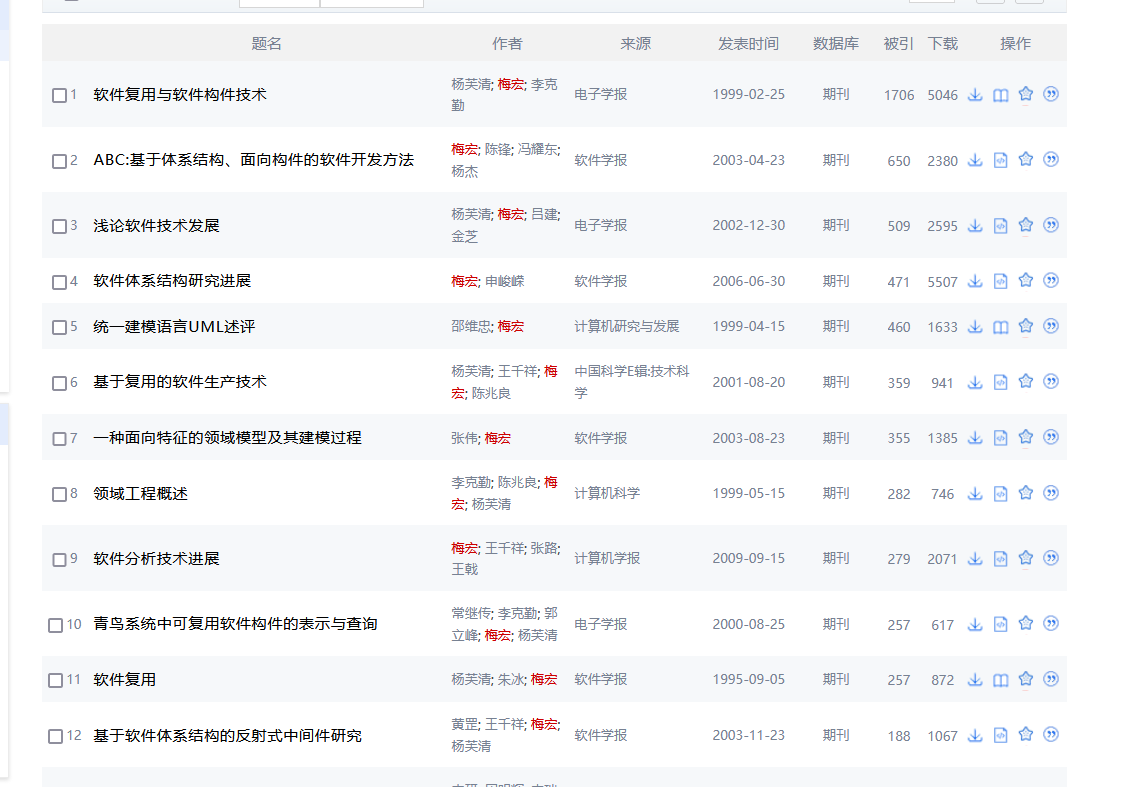 题名 作者 来源 发表时间 数据库 被引 下载 操作
1 软件复用与软件构件技术 杨芙清; 梅宏; 李克勤 电子学报 1999-02-25 期刊 1706 5046
2 ABC:基于体系结构、面向构件的软件开发方法 梅宏; 陈锋; 冯耀东; 杨杰 软件学报 2003-04-23 期刊 650 2380
3 浅论软件技术发展 杨芙清; 梅宏; 吕建; 金芝 电子学报 2002-12-30 期刊 509 2595
4 软件体系结构研究进展 梅宏; 申峻嵘 软件学报 2006-06-30 期刊 471 5507
5 统一建模语言UML述评 邵维忠; 梅宏 计算机研究与发展 1999-04-15 期刊 460 1633
6 基于复用的软件生产技术 杨芙清; 王千祥; 梅宏; 陈兆良 中国科学E辑:技术科学 2001-08-20 期刊 359 941
7 一种面向特征的领域模型及其建模过程 张伟; 梅宏 软件学报 2003-08-23 期刊 355 1385
8 领域工程概述 李克勤; 陈兆良; 梅宏; 杨芙清 计算机科学 1999-05-15 期刊 282 746
9 软件分析技术进展 梅宏; 王千祥; 张路; 王戟 计算机学报 2009-09-15 期刊 279 2071
10 青鸟系统中可复用软件构件的表示与查询 常继传; 李克勤; 郭立峰; 梅宏; 杨芙清 电子学报 2000-08-25 期刊 257 617
11 软件复用 杨芙清; 朱冰; 梅宏 软件学报 1995-09-05 期刊 257 872
12 基于软件体系结构的反射式中间件研究 黄罡; 王千祥; 梅宏; 杨芙清 软件学报 2003-11-23 期刊 188 1067